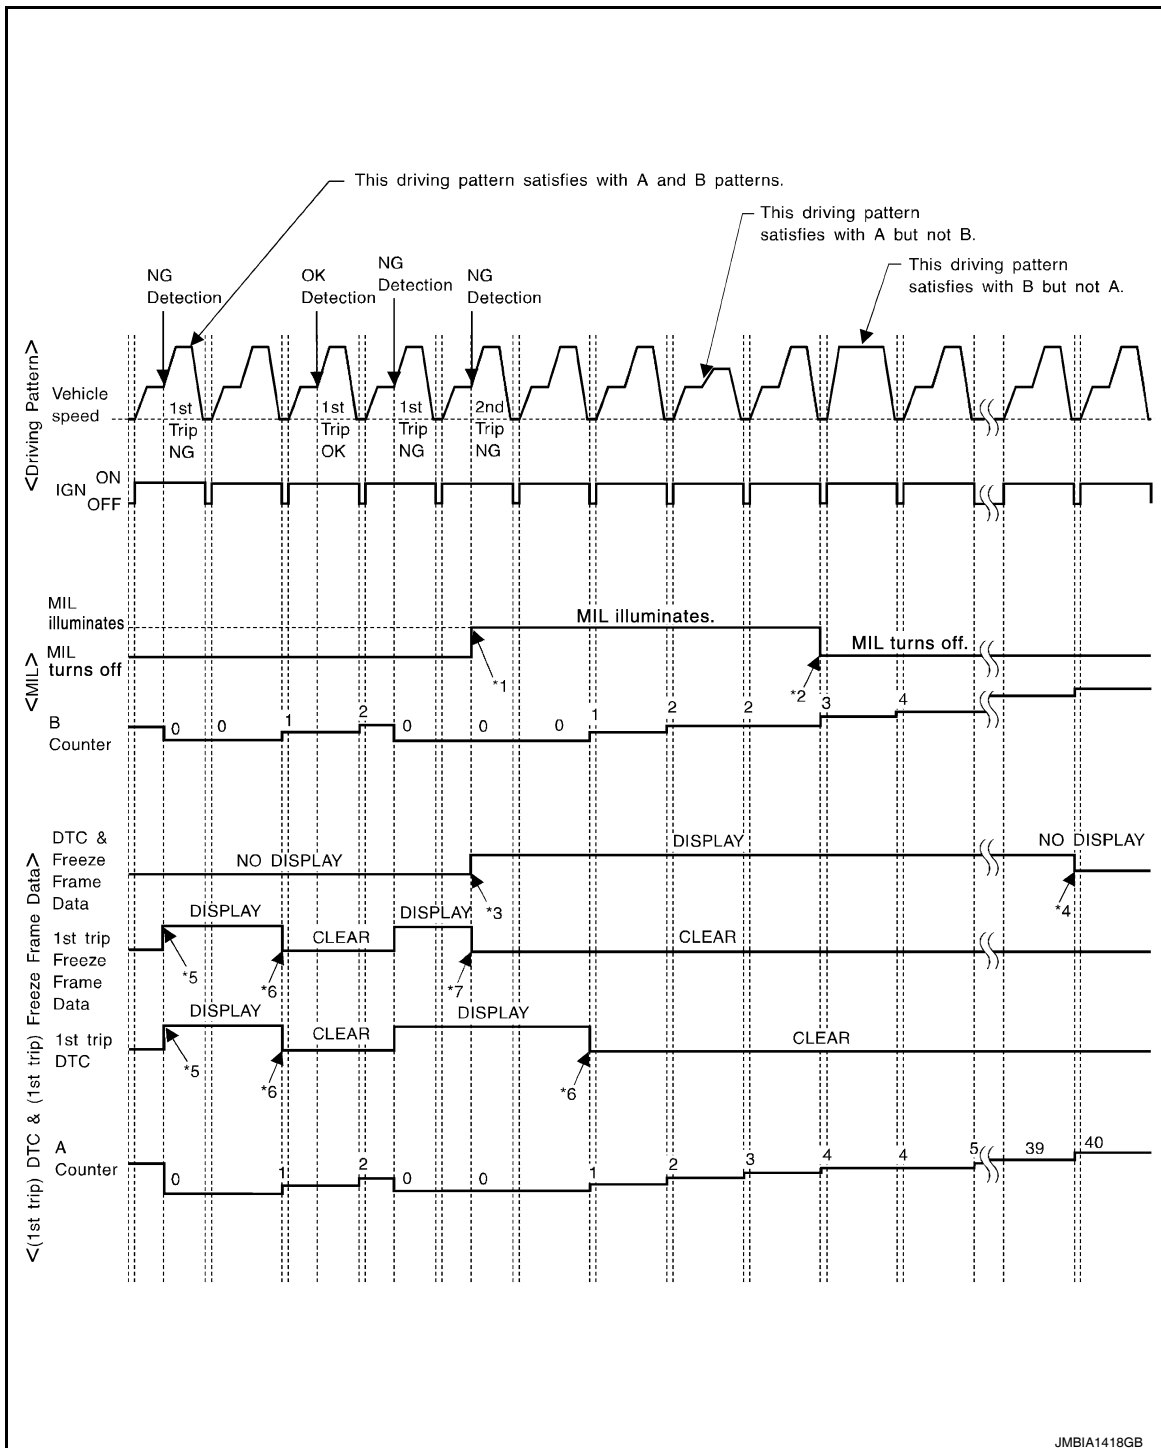 This driving pattern satisfies with A and B patterns.
This driving pattern
satisfies with A but not B.
This driving pattern
satisfies with B but not A.
NG
Detection
OK
Detection
NG
Detection
NG
Detection
<Driving Pattern>
Vehicle
speed
1st
Trip
NG
1st
Trip
OK
1st
Trip
NG
2nd
Trip
NG
IGN
ON
OFF
<MIL>
MIL
illuminates
MIL illuminates.
MIL
turns off
MIL turns off.
*1
*2
B
Counter
0 0 1 2 0 0 0 1 2 2 3 4
<(1st trip) DTC & (1st trip) Freeze Frame Data>
DTC &
Freeze
Frame
Data
NO DISPLAY
DISPLAY
NO DISPLAY
*3
*4
1st trip
Freeze
Frame
Data
DISPLAY
CLEAR
DISPLAY
CLEAR
*5
*6
*7
1st trip
DTC
DISPLAY
CLEAR
DISPLAY
CLEAR
*5
*6
*6
A
Counter
0 1 2 0 0 1 2 3 4 4 5 39 40
JMBIA1418GB